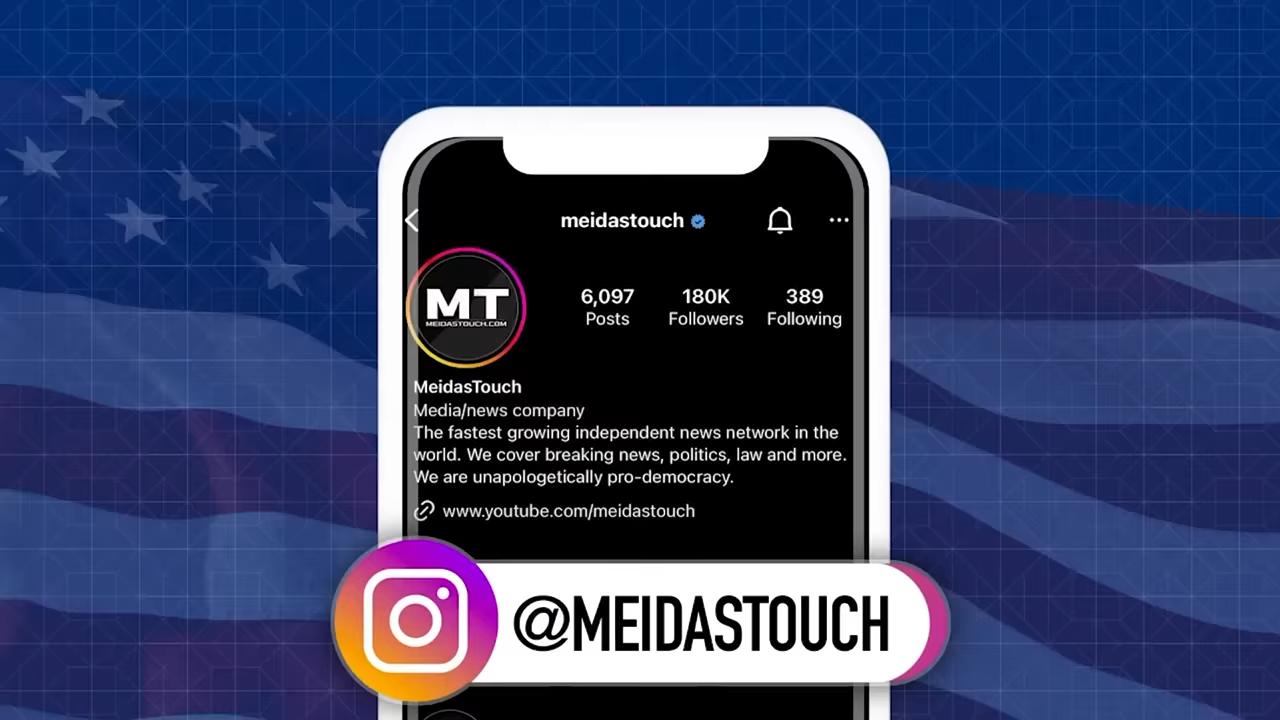 meidastouch
MT
MEIDASTOUCH.COM
6,097 180K 389
Posts Followers Following
MeidasTouch
Media/news company
The fastest growing independent news network in the
world. We cover breaking news, politics, law and more.
We are unapologetically pro-democracy.
www.youtube.com/meidastouch
@MEIDASTOUCH